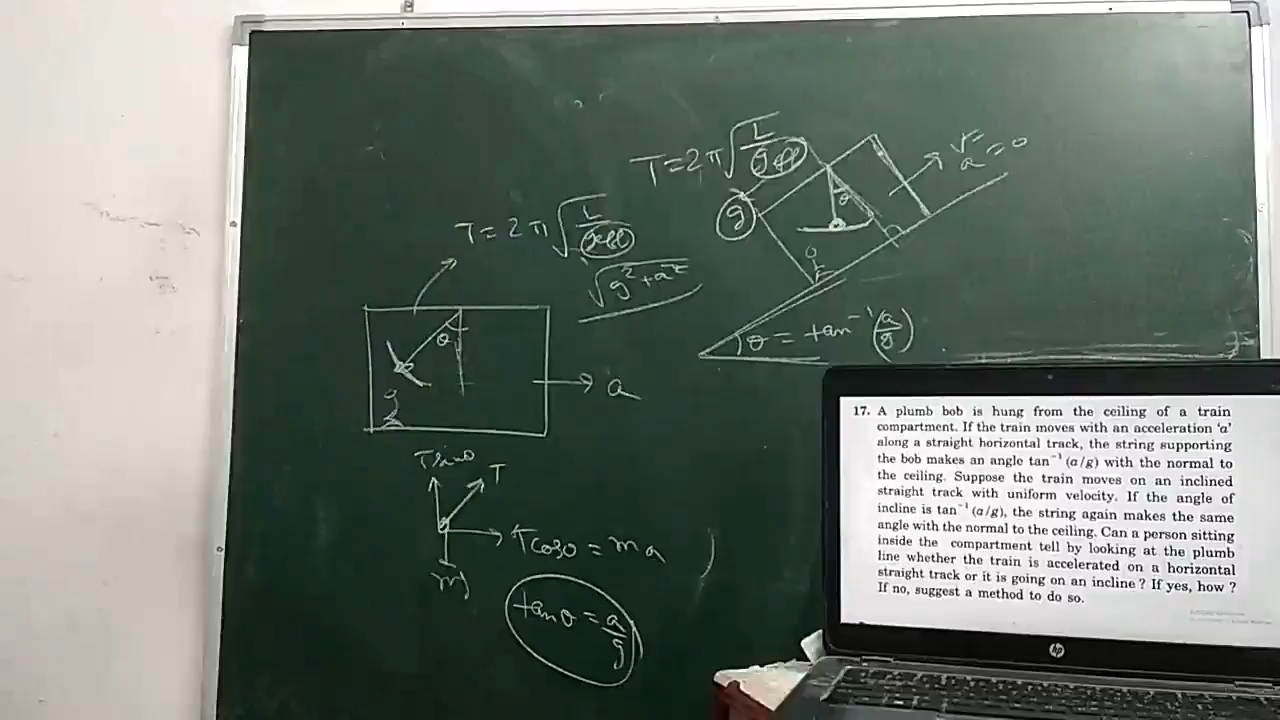 T = 2π√(L/geff)
v =
a = 0
g
θ
T = 2π√(L/geff)
√g² + a²
θ = tan⁻¹(a/g)
θ
a
T sinθ
T
T cosθ = ma
tanθ = a/g
17. A plumb bob is hung from the ceiling of a train
compartment. If the train moves with an acceleration 'a'
along a straight horizontal track, the string supporting
the bob makes an angle tan⁻¹ (a/g) with the normal to
the ceiling. Suppose the train moves on an inclined
straight track with uniform velocity. If the angle of
incline is tan⁻¹ (a/g), the string again makes the same
angle with the normal to the ceiling. Can a person sitting
inside the compartment tell by looking at the plumb
line whether the train is accelerated on a horizontal
straight track or it is going on an incline ? If yes, how ?
If no, suggest a method to do so.
hp